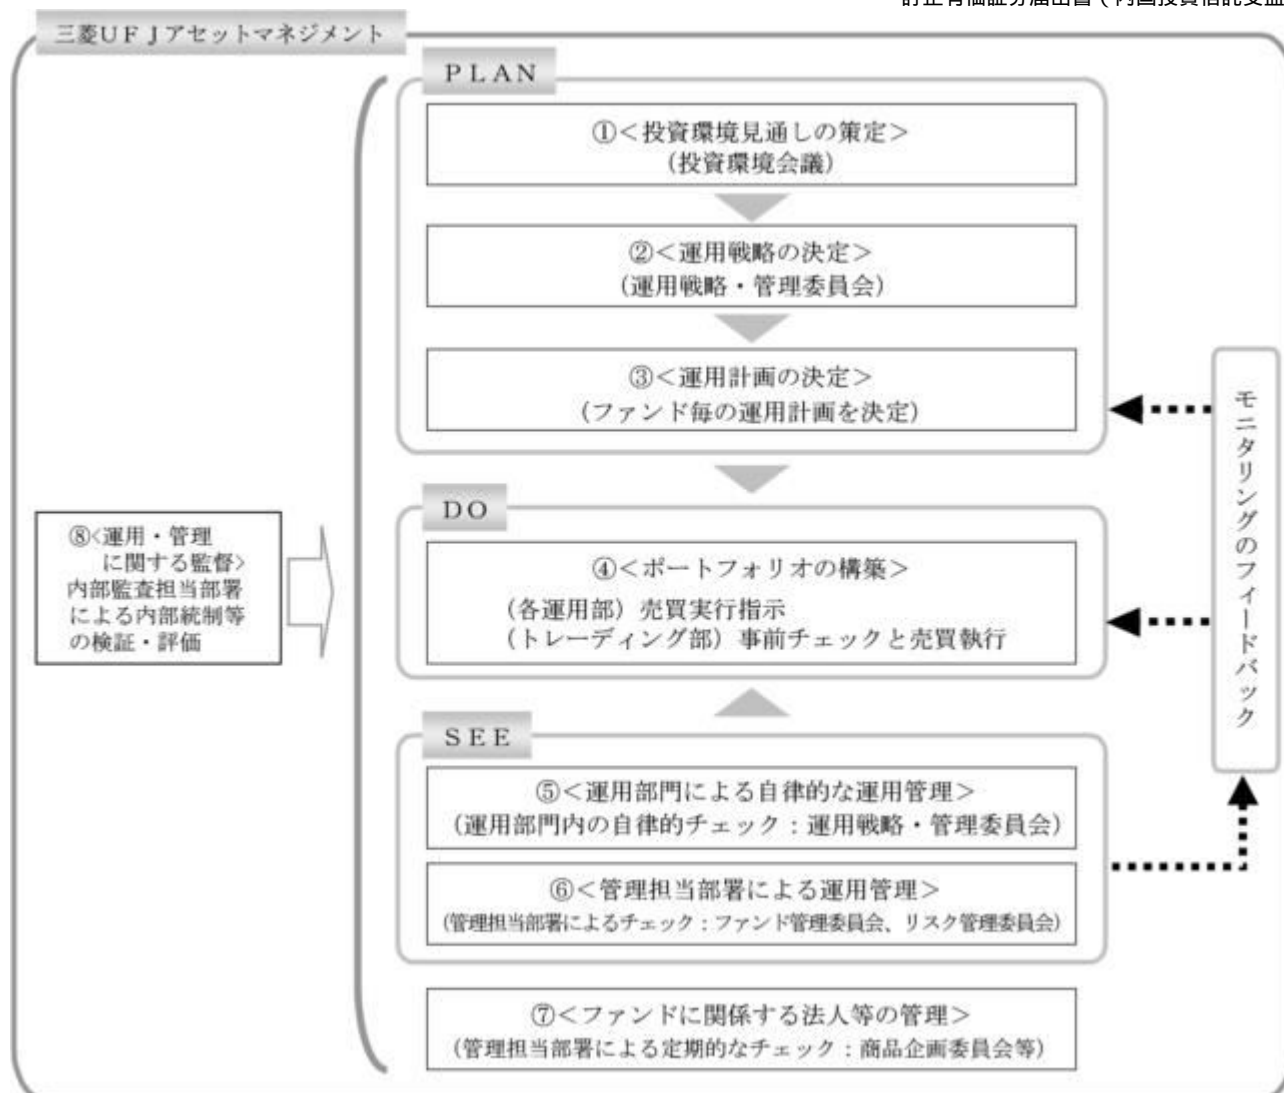 三菱UFJアセットマネジメント
PLAN
①＜投資環境見通しの策定＞
（投資環境会議）
②＜運用戦略の決定＞
（運用戦略・管理委員会）
③＜運用計画の決定＞
（ファンド毎の運用計画を決定）
DO
④＜ポートフォリオの構築＞
（各運用部）売買実行指示
（トレーディング部）事前チェックと売買執行
SEE
⑤＜運用部門による自律的な運用管理＞
（運用部門内の自律的チェック：運用戦略・管理委員会）
⑥＜管理担当部署による運用管理＞
（管理担当部署によるチェック：ファンド管理委員会、リスク管理委員会）
⑦＜ファンドに関係する法人等の管理＞
（管理担当部署による定期的なチェック：商品企画委員会等）
⑧<運用・管理
に関する監督>
内部監査担当部署
による内部統制等
の検証・評価
モニタリングのフィードバック